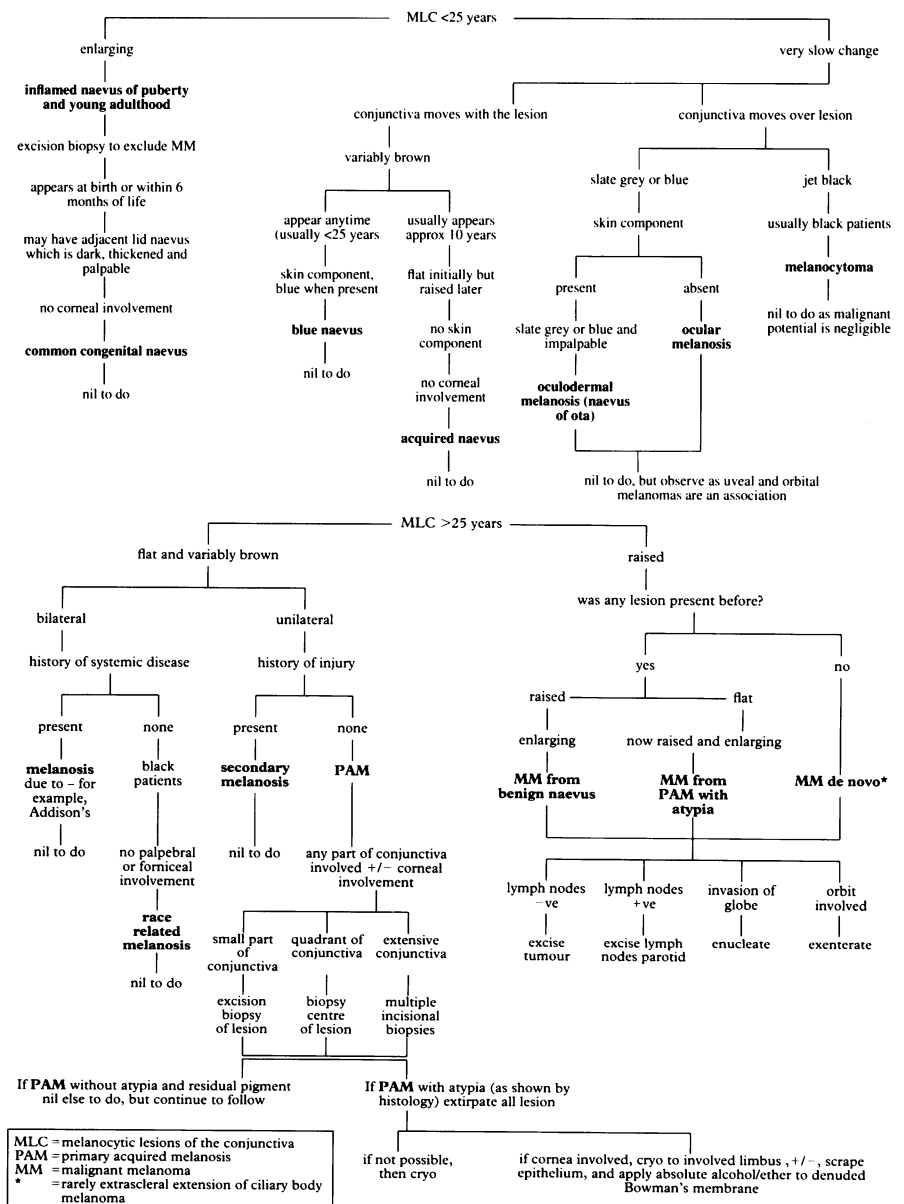 MLC <25 years
enlarging
inflamed naevus of puberty
and young adulthood
excision biopsy to exclude MM
appears at birth or within 6
months of life
may have adjacent lid naevus
which is dark, thickened and
palpable
no corneal involvement
common congenital naevus
nil to do
very slow change
conjunctiva moves with the lesion
variably brown
appear anytime
(usually <25 years
skin component,
blue when present
blue naevus
nil to do
usually appears
approx 10 years
flat initially but
raised later
no skin
component
no corneal
involvement
acquired naevus
nil to do
conjunctiva moves over lesion
slate grey or blue
skin component
present
slate grey or blue and
impalpable
oculodermal
melanosis (naevus
of ota)
absent
ocular
melanosis
nil to do, but observe as uveal and orbital
melanomas are an association
jet black
usually black patients
melanocytoma
nil to do as malignant
potential is negligible
MLC >25 years
flat and variably brown
bilateral
history of systemic disease
present
melanosis
due to – for
example,
Addison's
nil to do
none
black
patients
no palpebral
or forniceal
involvement
race
related
melanosis
nil to do
unilateral
history of injury
present
secondary
melanosis
nil to do
none
PAM
any part of conjunctiva
involved +/− corneal
involvement
small part
of
conjunctiva
excision
biopsy
of lesion
quadrant of
conjunctiva
biopsy
centre
of lesion
extensive
conjunctiva
multiple
incisional
biopsies
If PAM without atypia and residual pigment
nil else to do, but continue to follow
If PAM with atypia (as shown by
histology) extirpate all lesion
if not possible,
then cryo
if cornea involved, cryo to involved limbus ,+/−, scrape
epithelium, and apply absolute alcohol/ether to denuded
Bowman's membrane
raised
was any lesion present before?
yes
raised
enlarging
MM from
benign naevus
flat
now raised and enlarging
MM from
PAM with
atypia
no
MM de novo*
lymph nodes
−ve
excise
tumour
lymph nodes
+ve
excise lymph
nodes parotid
invasion of
globe
enucleate
orbit
involved
exenterate
MLC =melanocytic lesions of the conjunctiva
PAM =primary acquired melanosis
MM =malignant melanoma
* =rarely extrascleral extension of ciliary body
melanoma